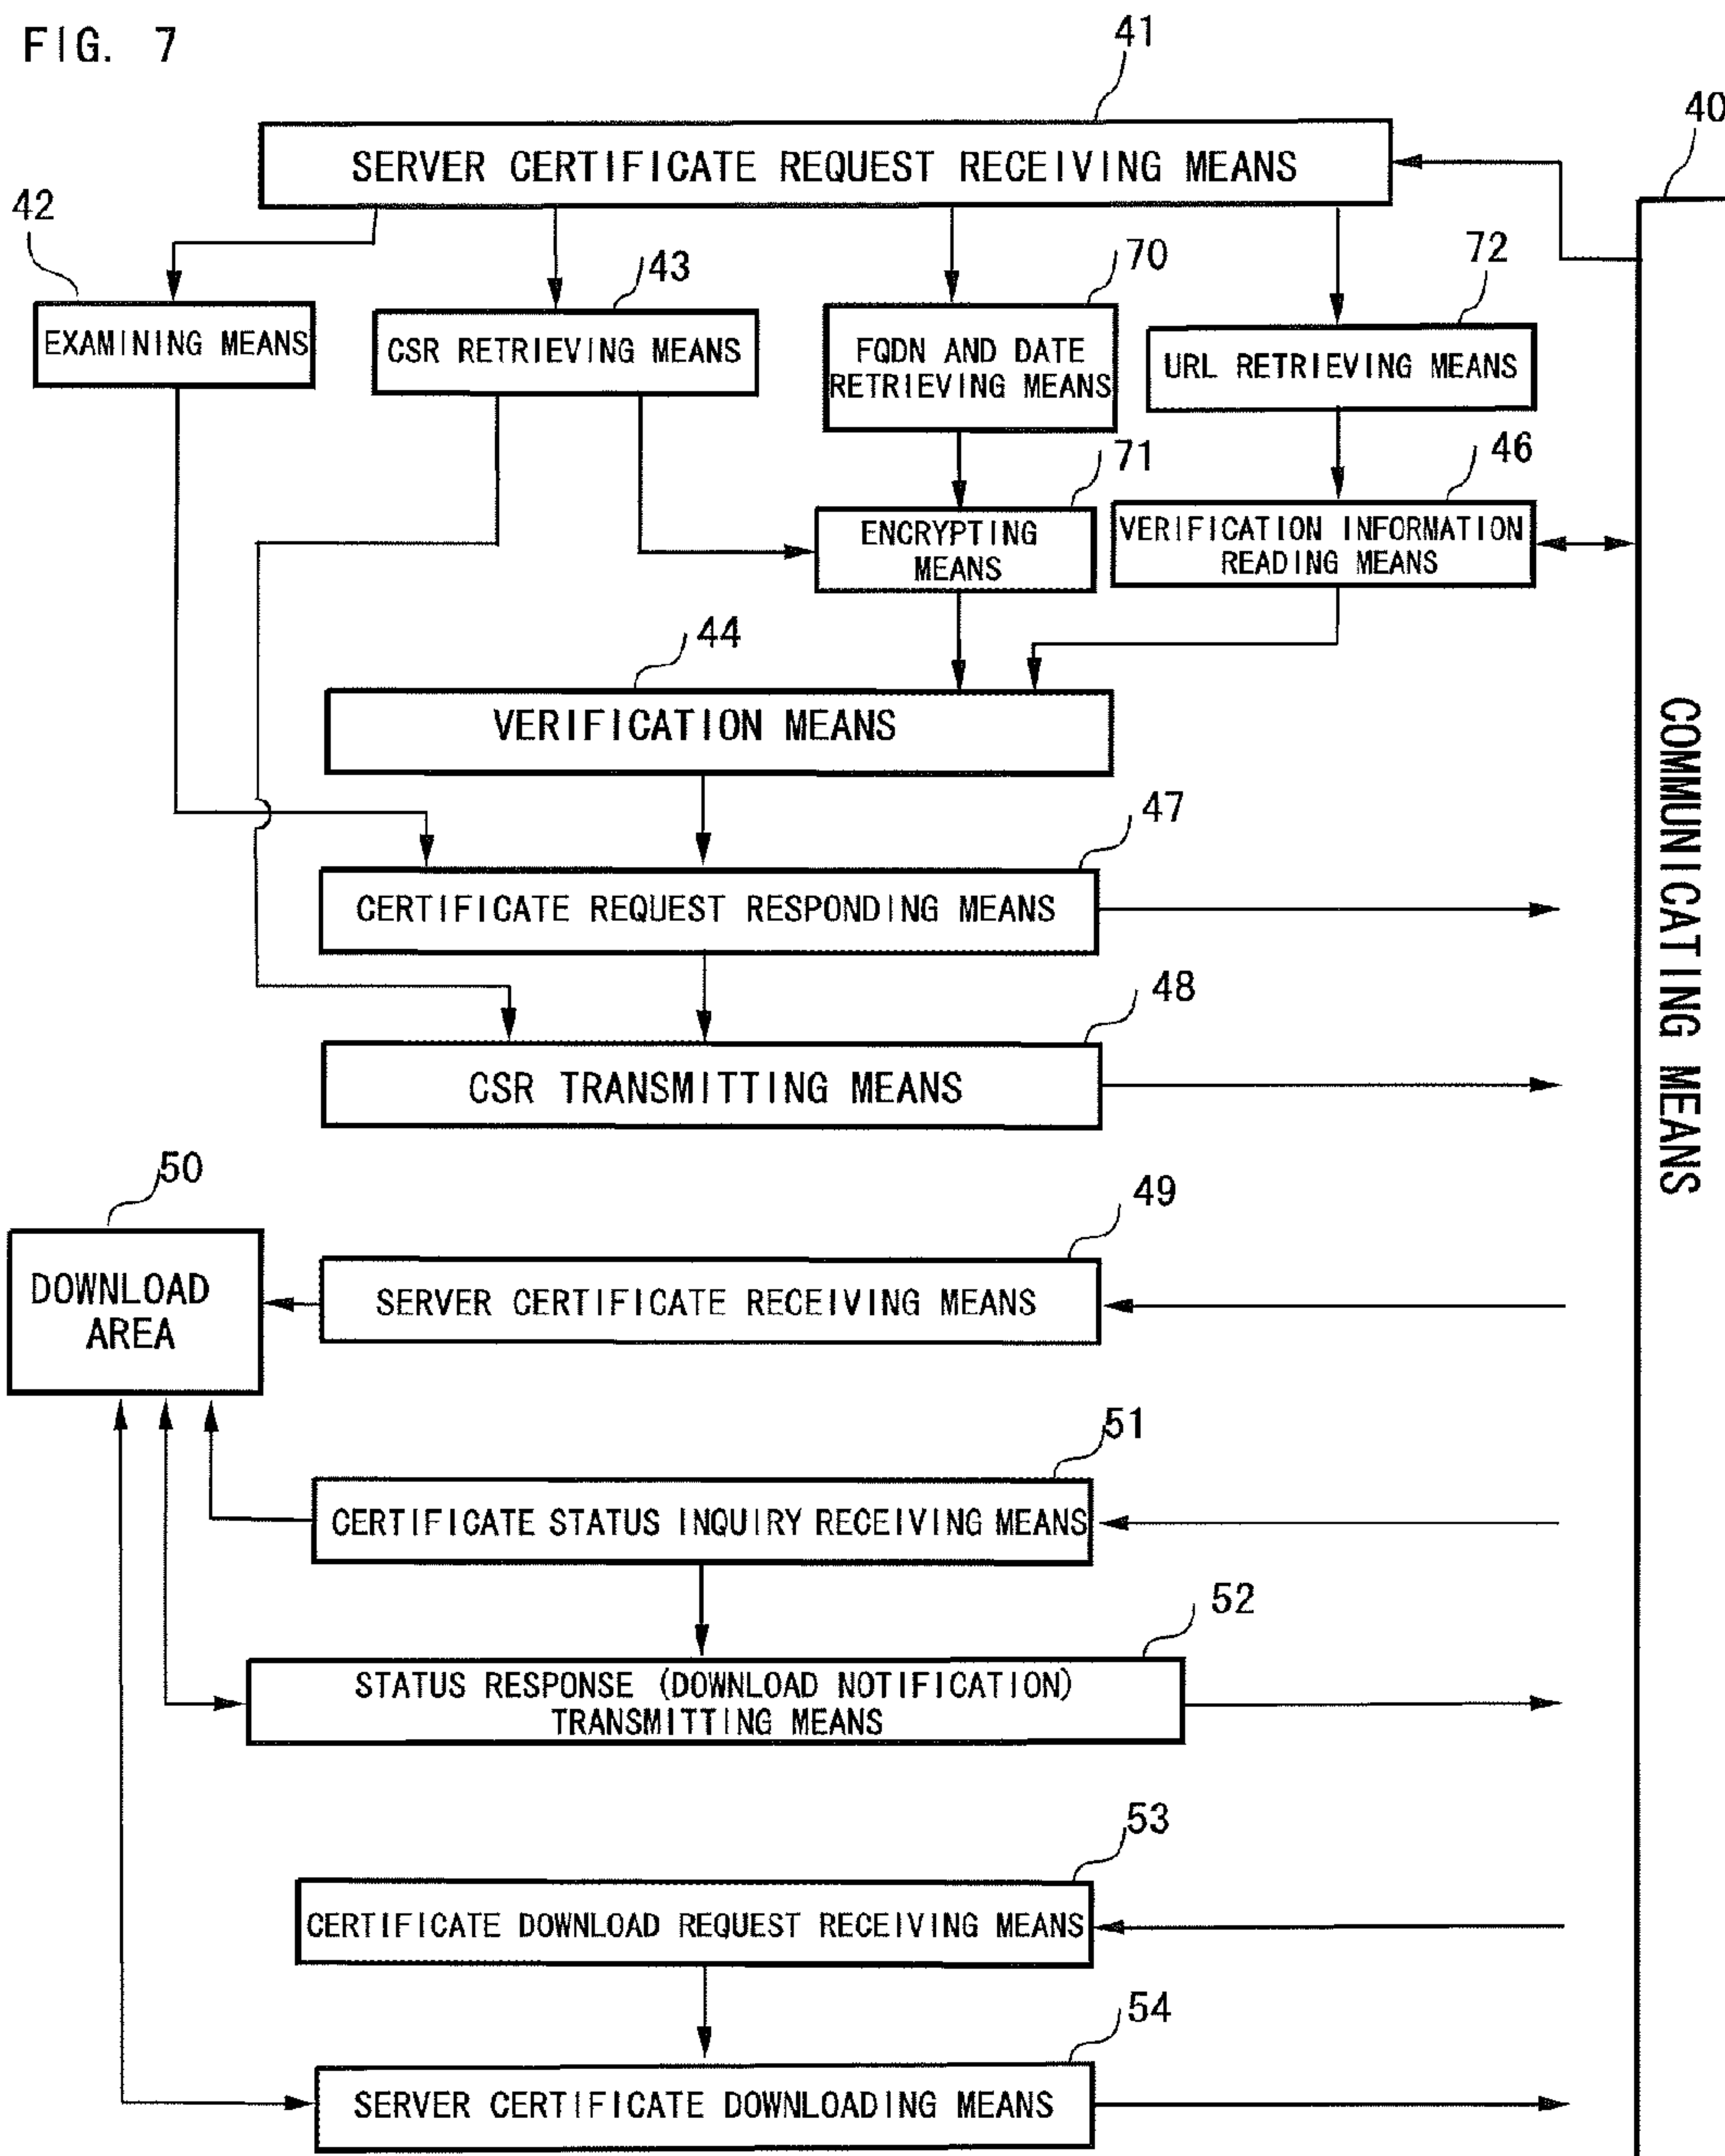 FIG. 7
41
40
SERVER CERTIFICATE REQUEST RECEIVING MEANS
42
43
70
72
EXAMINING MEANS
CSR RETRIEVING MEANS
FQDN AND DATE
RETRIEVING MEANS
URL RETRIEVING MEANS
71
46
ENCRYPTING
MEANS
VERIFICATION INFORMATION
READING MEANS
44
VERIFICATION MEANS
COMMUNICATING MEANS
47
CERTIFICATE REQUEST RESPONDING MEANS
48
CSR TRANSMITTING MEANS
50
49
DOWNLOAD
AREA
SERVER CERTIFICATE RECEIVING MEANS
51
CERTIFICATE STATUS INQUIRY RECEIVING MEANS
52
STATUS RESPONSE (DOWNLOAD NOTIFICATION)
TRANSMITTING MEANS
53
CERTIFICATE DOWNLOAD REQUEST RECEIVING MEANS
54
SERVER CERTIFICATE DOWNLOADING MEANS